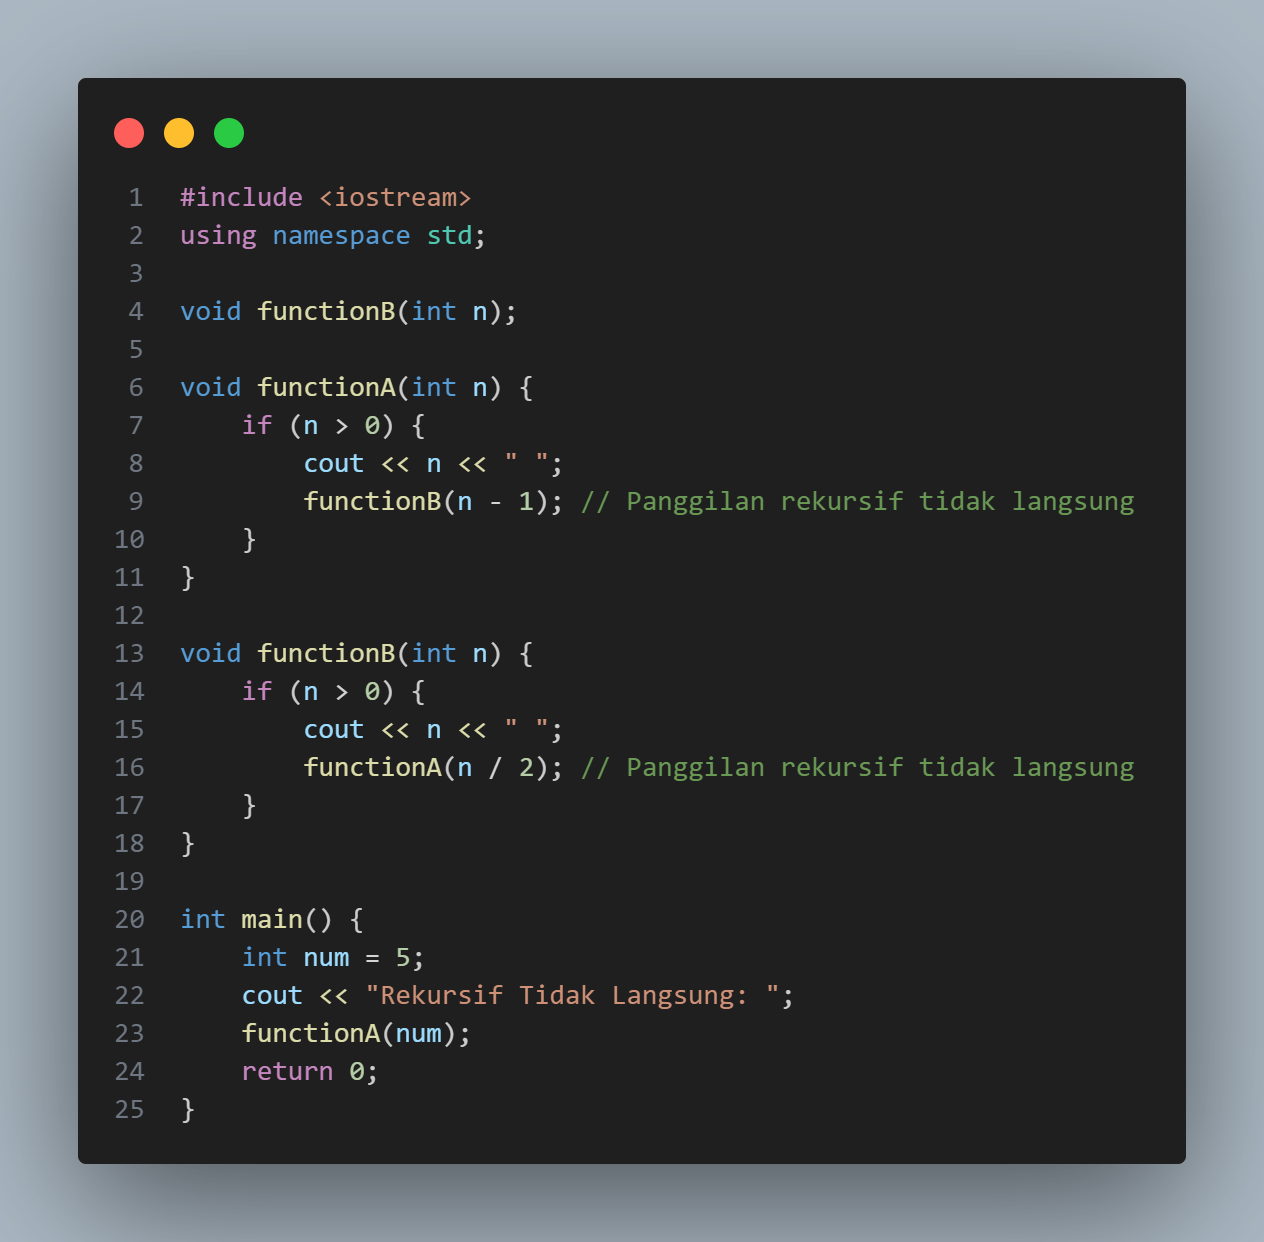 1 #include <iostream>
2 using namespace std;
3
4 void functionB(int n);
5
6 void functionA(int n) {
7     if (n > 0) {
8         cout << n << " ";
9         functionB(n - 1); // Panggilan rekursif tidak langsung
10     }
11 }
12
13 void functionB(int n) {
14     if (n > 0) {
15         cout << n << " ";
16         functionA(n / 2); // Panggilan rekursif tidak langsung
17     }
18 }
19
20 int main() {
21     int num = 5;
22     cout << "Rekursif Tidak Langsung: ";
23     functionA(num);
24     return 0;
25 }